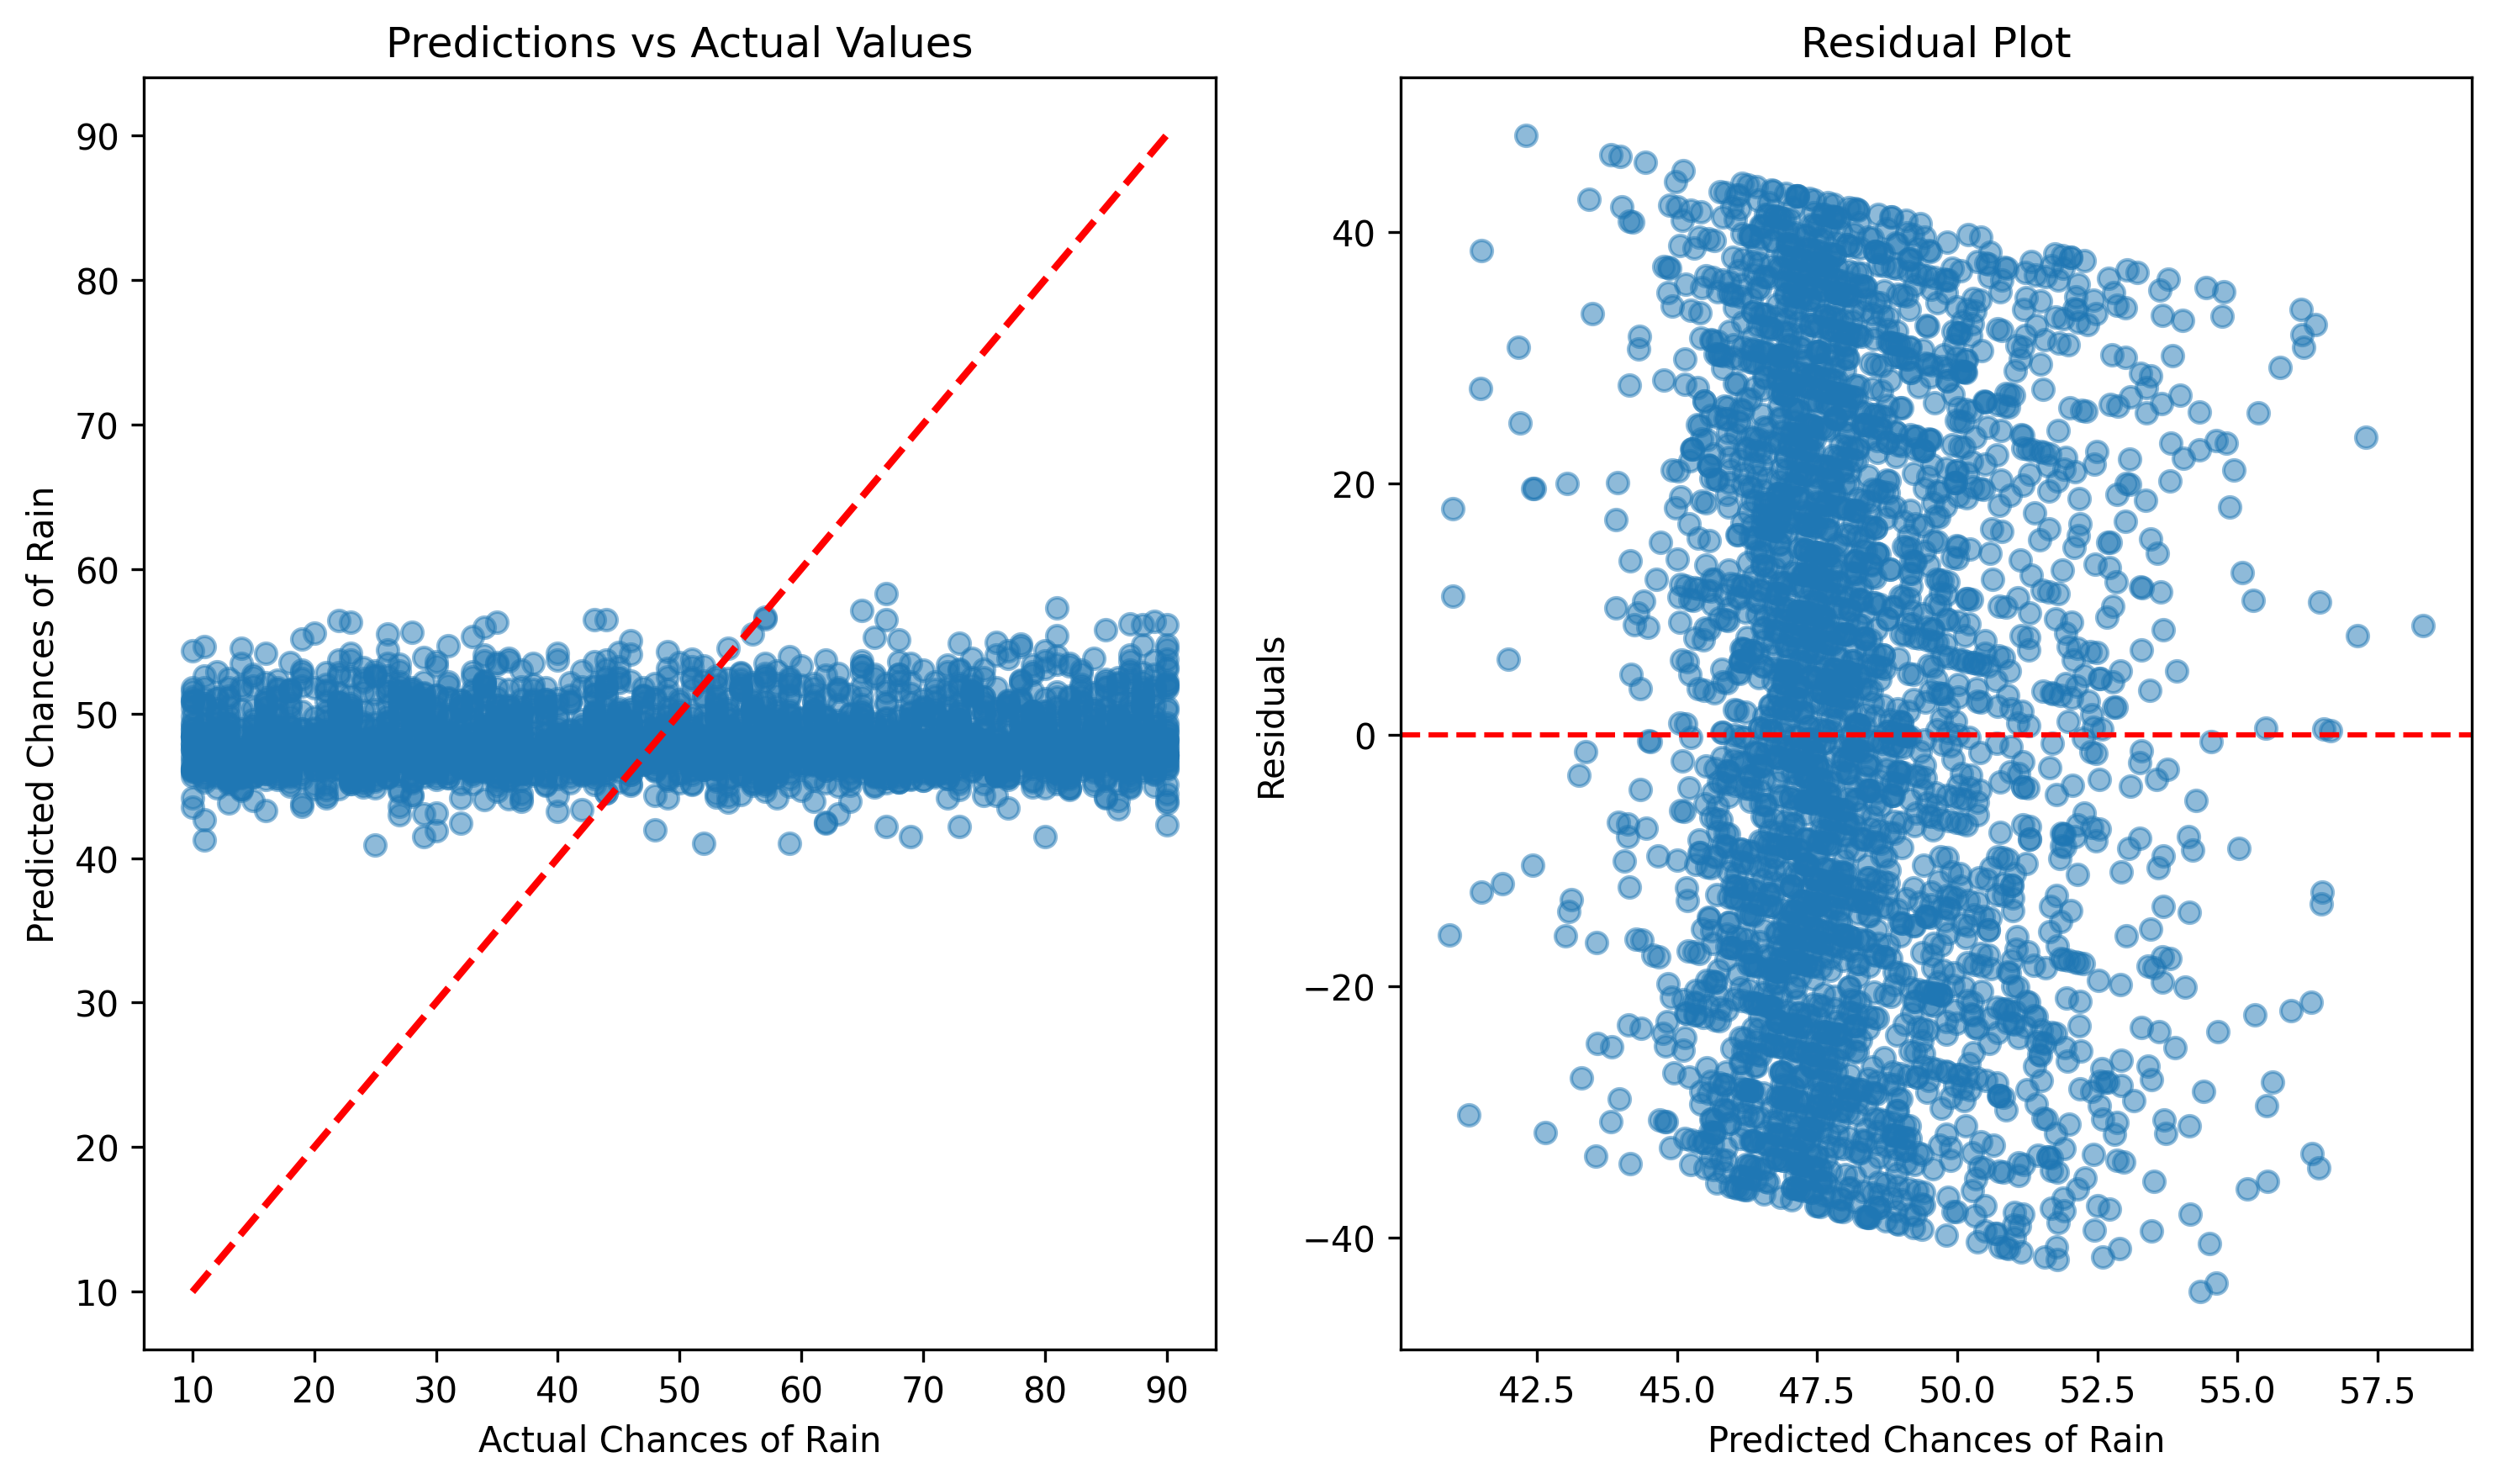 Predictions vs Actual Values
90
80
70
60
50
40
30
20
10
Predicted Chances of Rain
10 20 30 40 50 60 70 80 90
Actual Chances of Rain
Residual Plot
40
20
0
−20
−40
Residuals
42.5 45.0 47.5 50.0 52.5 55.0 57.5
Predicted Chances of Rain